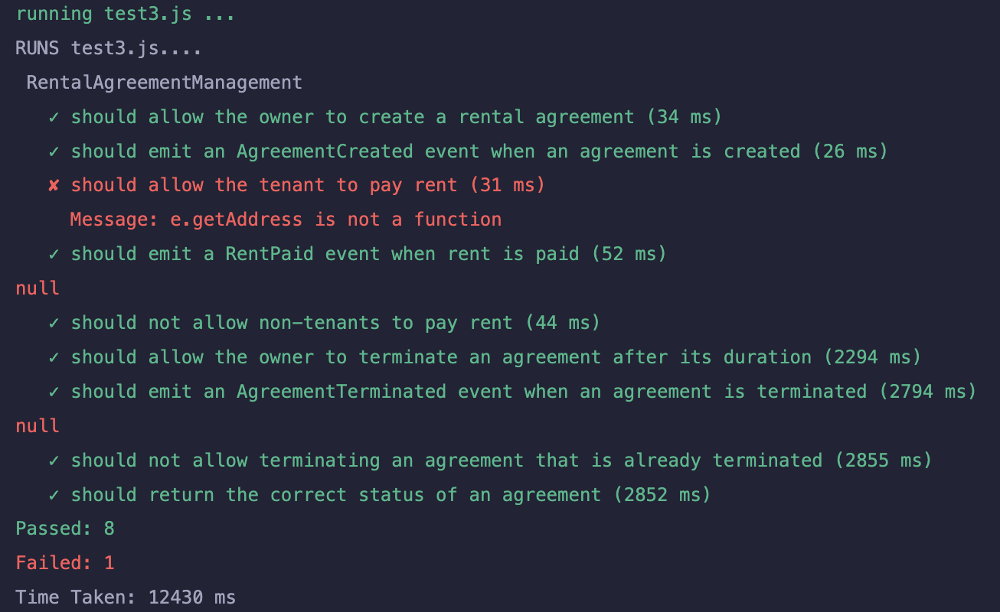 running test3.js ...
RUNS test3.js....
RentalAgreementManagement
✓ should allow the owner to create a rental agreement (34 ms)
✓ should emit an AgreementCreated event when an agreement is created (26 ms)
✘ should allow the tenant to pay rent (31 ms)
Message: e.getAddress is not a function
✓ should emit a RentPaid event when rent is paid (52 ms)
null
✓ should not allow non-tenants to pay rent (44 ms)
✓ should allow the owner to terminate an agreement after its duration (2294 ms)
✓ should emit an AgreementTerminated event when an agreement is terminated (2794 ms)
null
✓ should not allow terminating an agreement that is already terminated (2855 ms)
✓ should return the correct status of an agreement (2852 ms)
Passed: 8
Failed: 1
Time Taken: 12430 ms